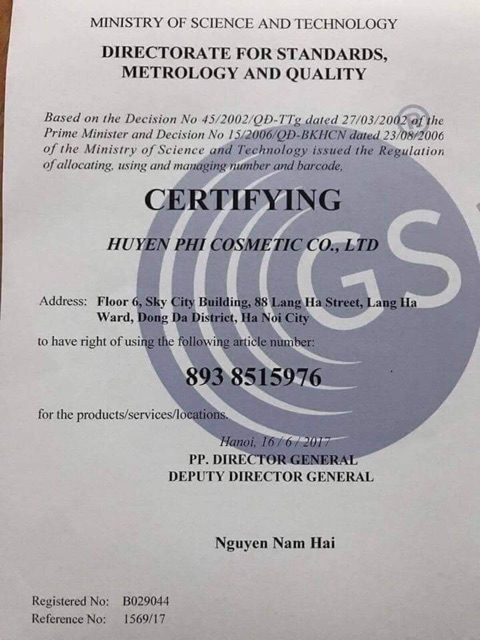 MINISTRY OF SCIENCE AND TECHNOLOGY
DIRECTORATE FOR STANDARDS,
METROLOGY AND QUALITY
Based on the Decision No 45/2002/QĐ-TTg dated 27/03/2002 of the
Prime Minister and Decision No 15/2006/QĐ-BKHCN dated 23/08/2006
of the Ministry of Science and Technology issued the Regulation
of allocating, using and managing number and barcode,
CERTIFYING
HUYEN PHI COSMETIC CO., LTD
GS
®
Address: Floor 6, Sky City Building, 88 Lang Ha Street, Lang Ha
Ward, Dong Da District, Ha Noi City
to have right of using the following article number:
893 8515976
for the products/services/locations.
Hanoi, 16 / 6 / 2017
PP. DIRECTOR GENERAL
DEPUTY DIRECTOR GENERAL
Nguyen Nam Hai
Registered No: B029044
Reference No: 1569/17